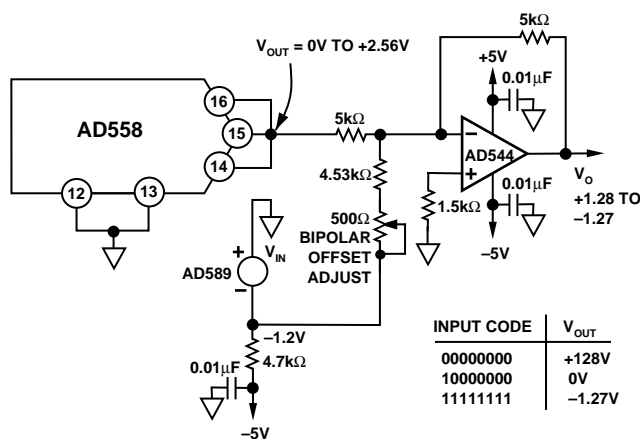 V_OUT = 0V TO +2.56V
5kΩ
+5V
0.01µF
AD558
16
15
14
12
13
5kΩ
4.53kΩ
500Ω
BIPOLAR
OFFSET
ADJUST
–
AD544
+
1.5kΩ
0.01µF
–5V
V_O
+1.28 TO
–1.27
+
V_IN
AD589
–
–1.2V
4.7kΩ
0.01µF
–5V
INPUT CODE V_OUT
00000000 +128V
10000000 0V
11111111 –1.27V